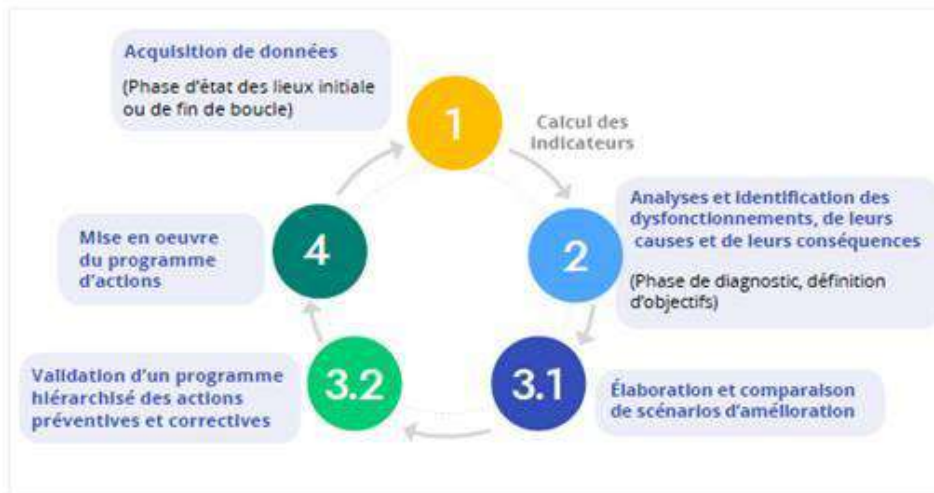 Acquisition de données
(Phase d'état des lieux initiale
ou de fin de boucle)
1
Calcul des
indicateurs
Analyses et identification des
dysfonctionnements, de leurs
causes et de leurs conséquences
(Phase de diagnostic, définition
d'objectifs)
2
Mise en oeuvre
du programme
d'actions
4
3.1
Élaboration et comparaison
de scénarios d'amélioration
3.2
Validation d'un programme
hiérarchisé des actions
préventives et correctives